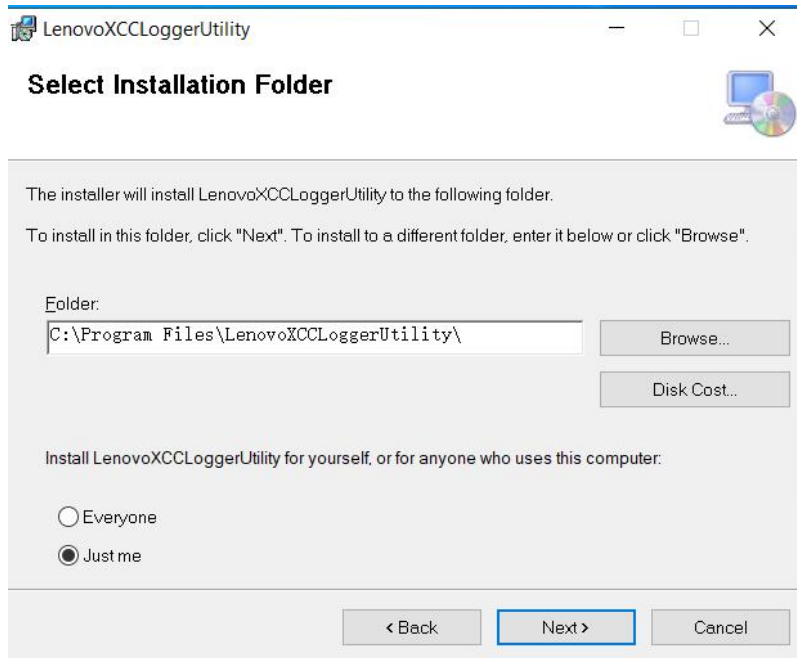 LenovoXCCLoggerUtility
Select Installation Folder
The installer will install LenovoXCCLoggerUtility to the following folder.
To install in this folder, click "Next". To install to a different folder, enter it below or click "Browse".
Folder:
C:\Program Files\LenovoXCCLoggerUtility\
Browse...
Disk Cost...
Install LenovoXCCLoggerUtility for yourself, or for anyone who uses this computer:
Everyone
Just me
< Back
Next >
Cancel